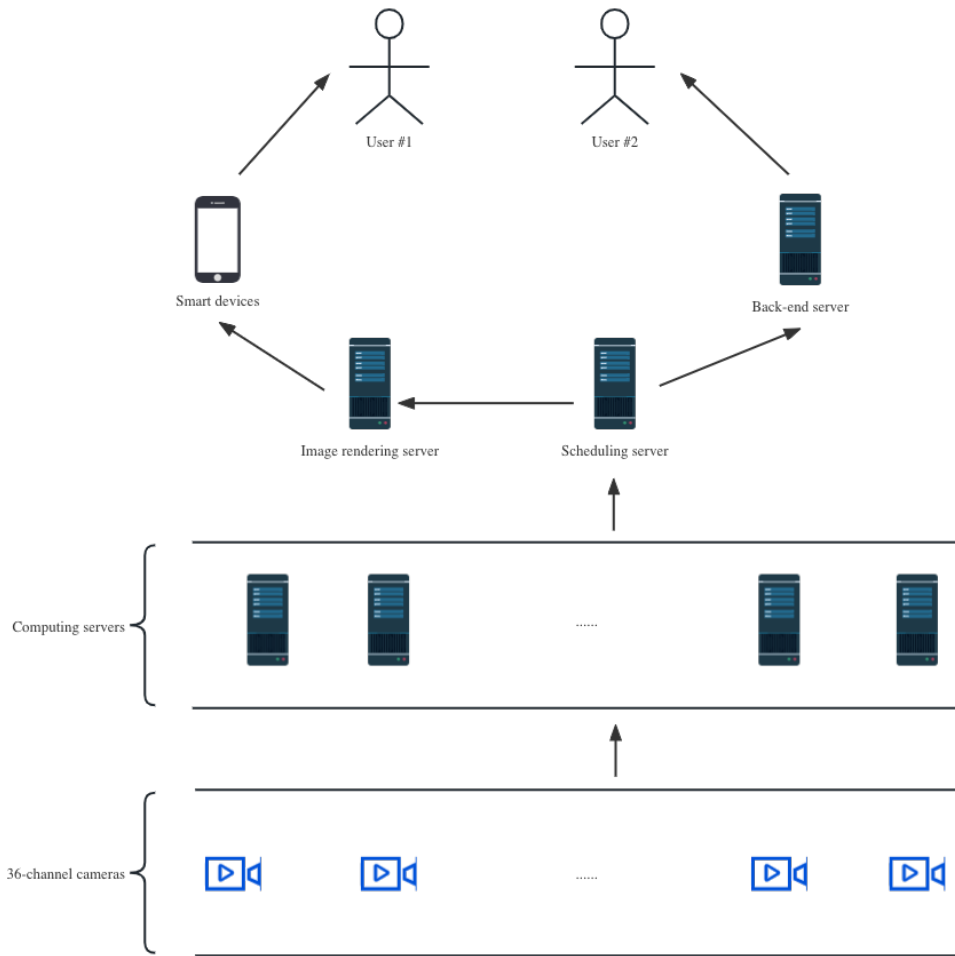 User #1
User #2
Smart devices
Back-end server
Image rendering server
Scheduling server
Computing servers
......
36-channel cameras
......